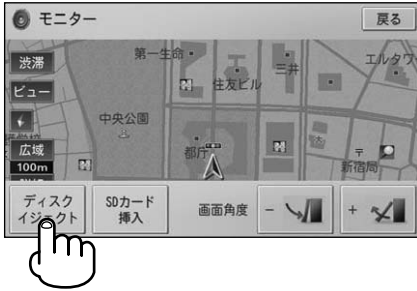 モニター
戻る
渋滞
第一生命
三井
エルタワ
ビュー
住友ビル
中央公園
広域
都庁
〒
新宿局
100m
ディスク
イジェクト
SDカード
挿入
画面角度
-
+